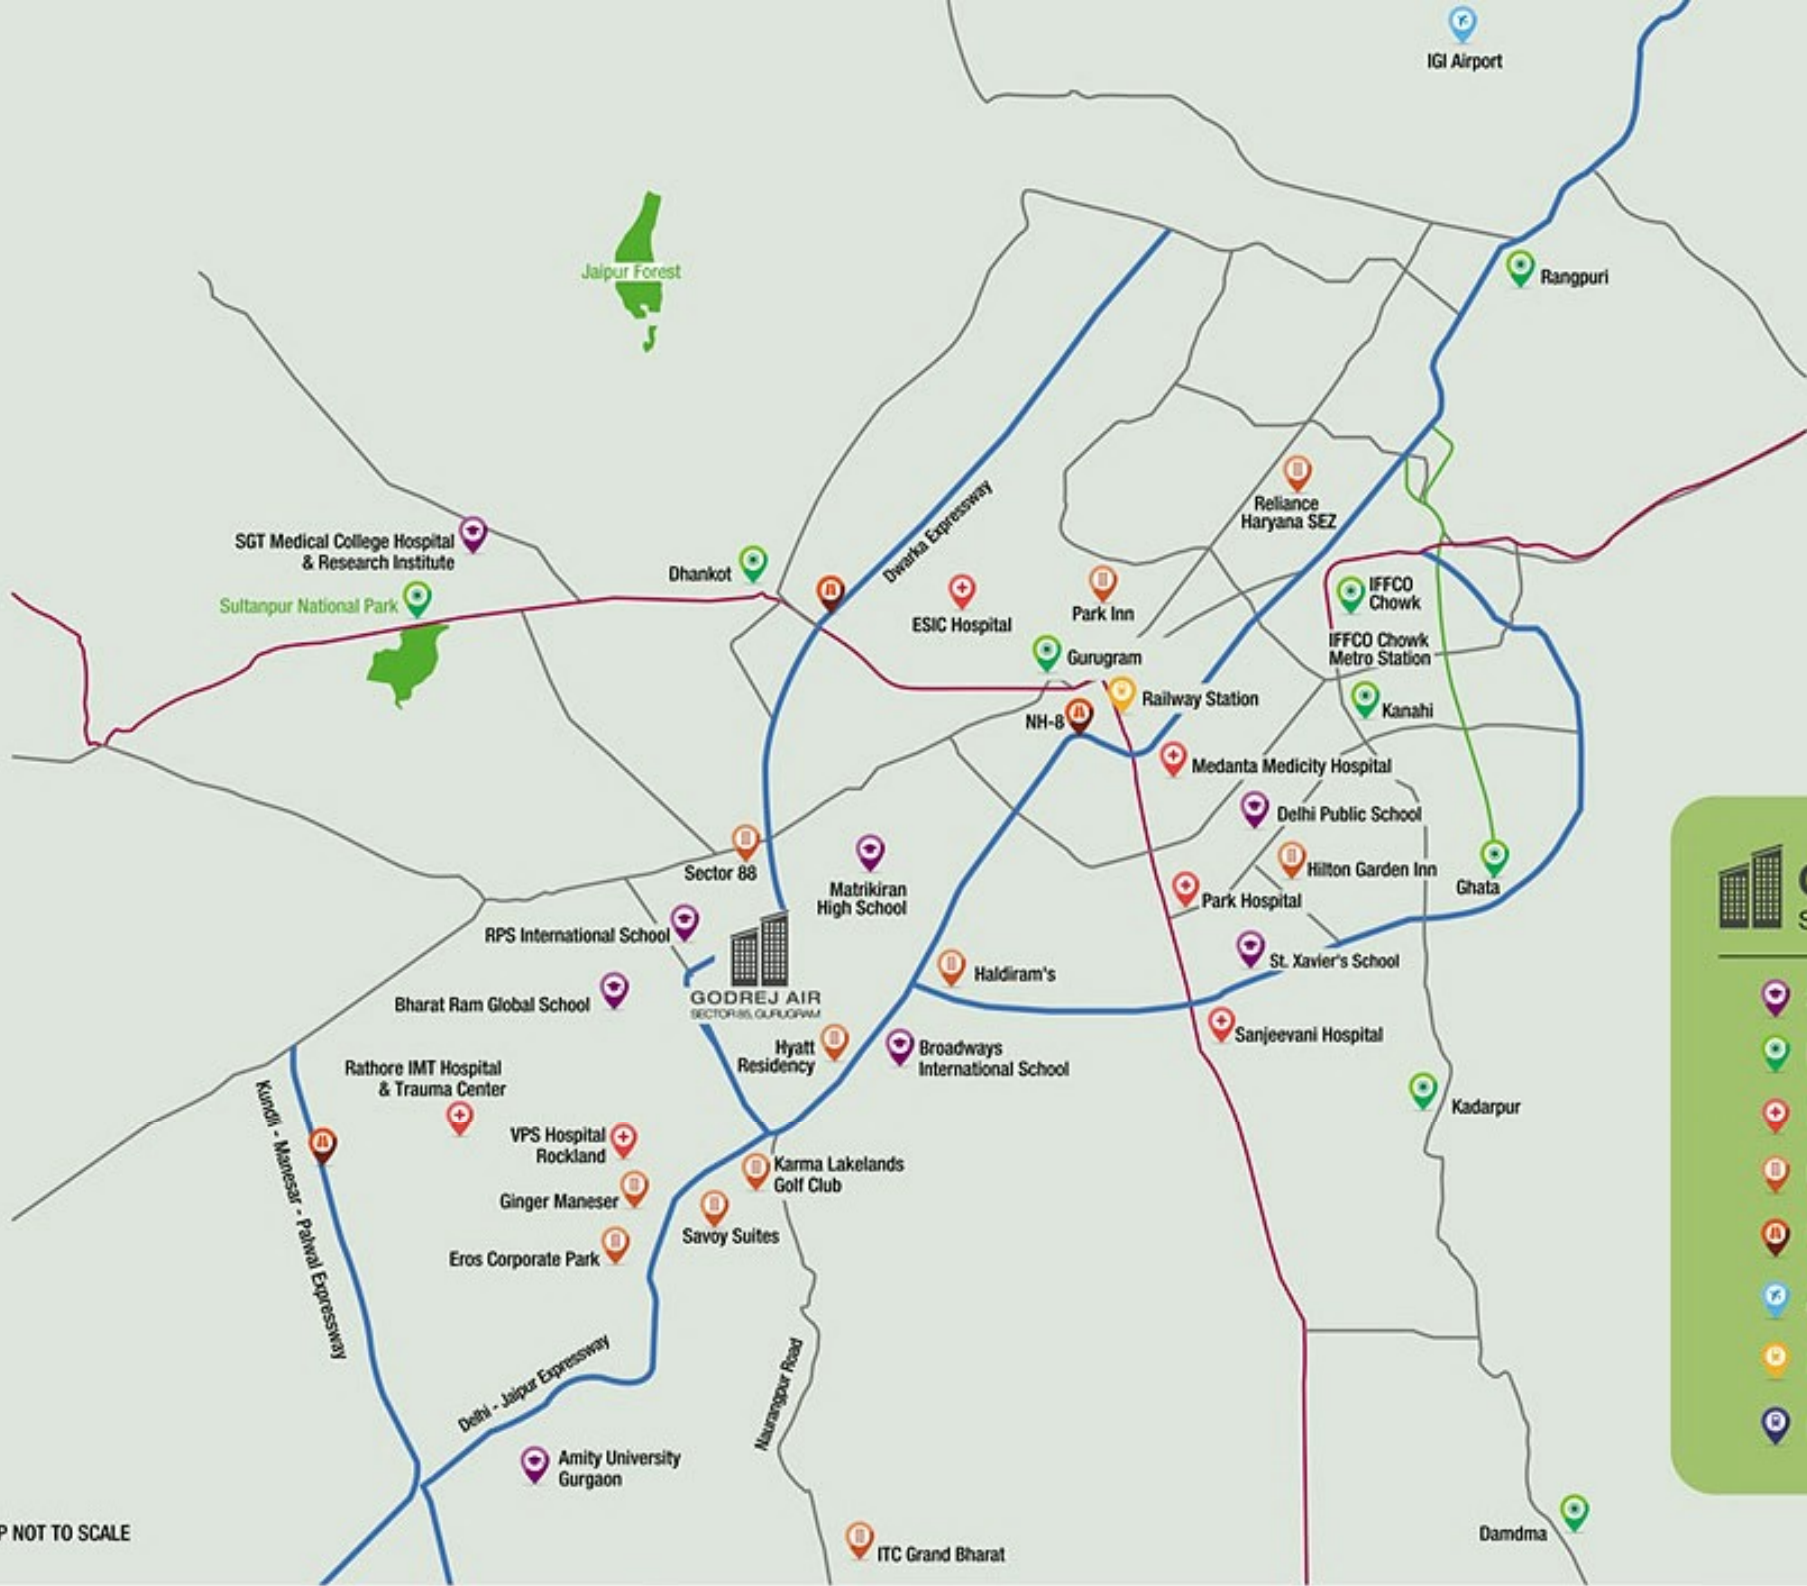 IGI Airport
Rangpuri
Jaipur Forest
Dwarka Expressway
Reliance
Haryana SEZ
SGT Medical College Hospital
& Research Institute
Sultanpur National Park
Dhankot
ESIC Hospital
Park Inn
IFFCO
Chowk
IFFCO Chowk
Metro Station
Gurugram
Railway Station
NH-8
Kanahi
Medanta Medicity Hospital
Delhi Public School
Hilton Garden Inn
Ghata
Park Hospital
Sector 88
Matrikiran
High School
RPS International School
St. Xavier's School
Haldiram's
Bharat Ram Global School
GODREJ AIR
SECTOR 85, GURUGRAM
Hyatt
Residency
Broadways
International School
Sanjeevani Hospital
Rathore IMT Hospital
& Trauma Center
Kadarpur
VPS Hospital
Rockland
Karma Lakelands
Golf Club
Ginger Maneser
Savoy Suites
Eros Corporate Park
Kundli - Manesar - Palwal Expressway
Delhi - Jaipur Expressway
Naurangpur Road
Amity University
Gurgaon
P NOT TO SCALE
ITC Grand Bharat
Damdma